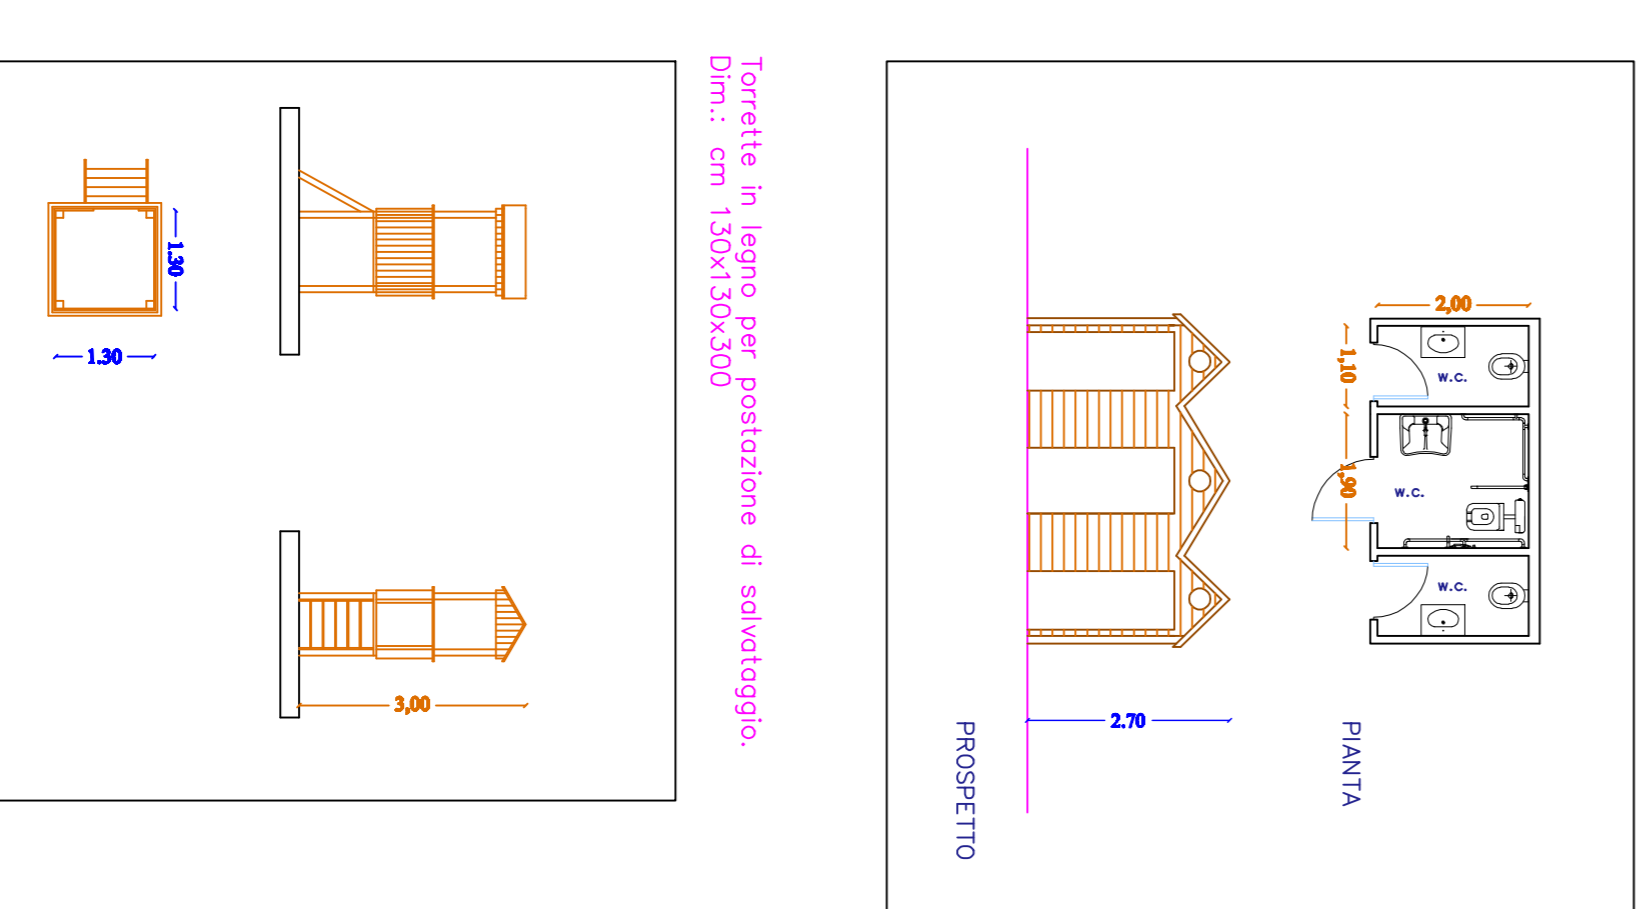 Torrette in legno per postazione di salvataggio.
Dim.: cm 130x130x300
1.30
1.30
3,00
2,00
1,10
1,90
W.C.
W.C.
W.C.
PIANTA
2.70
PROSPETTO